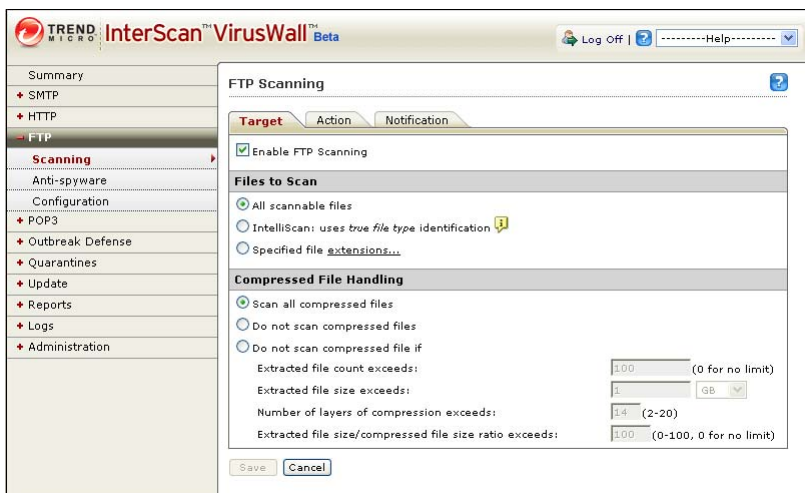 TREND MICRO InterScan™ VirusWall™ Beta
Log Off | ---------Help---------
Summary
+ SMTP
+ HTTP
FTP
Scanning
Anti-spyware
Configuration
+ POP3
+ Outbreak Defense
+ Quarantines
+ Update
+ Reports
+ Logs
+ Administration
FTP Scanning
?
Target Action Notification
Enable FTP Scanning
Files to Scan
All scannable files
IntelliScan: uses true file type identification
Specified file extensions...
Compressed File Handling
Scan all compressed files
Do not scan compressed files
Do not scan compressed file if
Extracted file count exceeds: 100 (0 for no limit)
Extracted file size exceeds: 1 GB
Number of layers of compression exceeds: 14 (2-20)
Extracted file size/compressed file size ratio exceeds: 100 (0-100, 0 for no limit)
Save Cancel